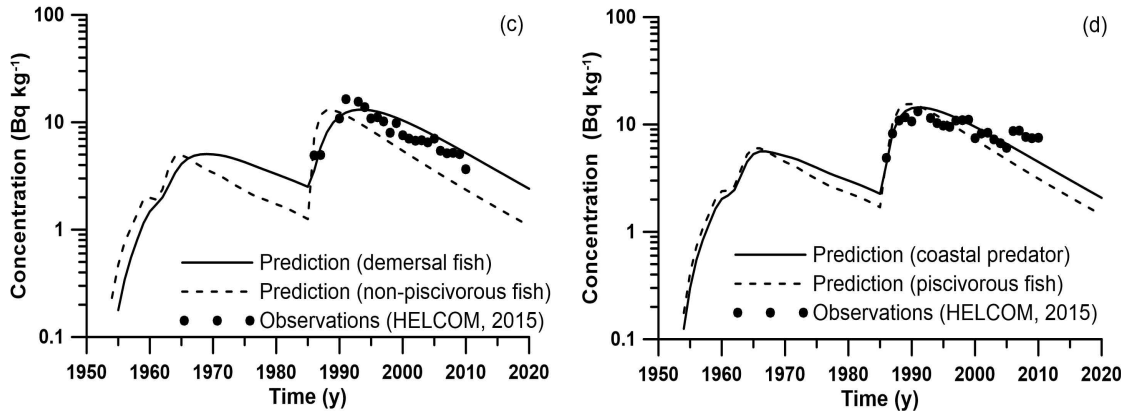 (c)
Concentration (Bq kg⁻¹)
100
10
1
0.1
Prediction (demersal fish)
Prediction (non-piscivorous fish)
Observations (HELCOM, 2015)
1950 1960 1970 1980 1990 2000 2010 2020
Time (y)
(d)
Concentration (Bq kg⁻¹)
100
10
1
0.1
Prediction (coastal predator)
Prediction (piscivorous fish)
Observations (HELCOM, 2015)
1950 1960 1970 1980 1990 2000 2010 2020
Time (y)